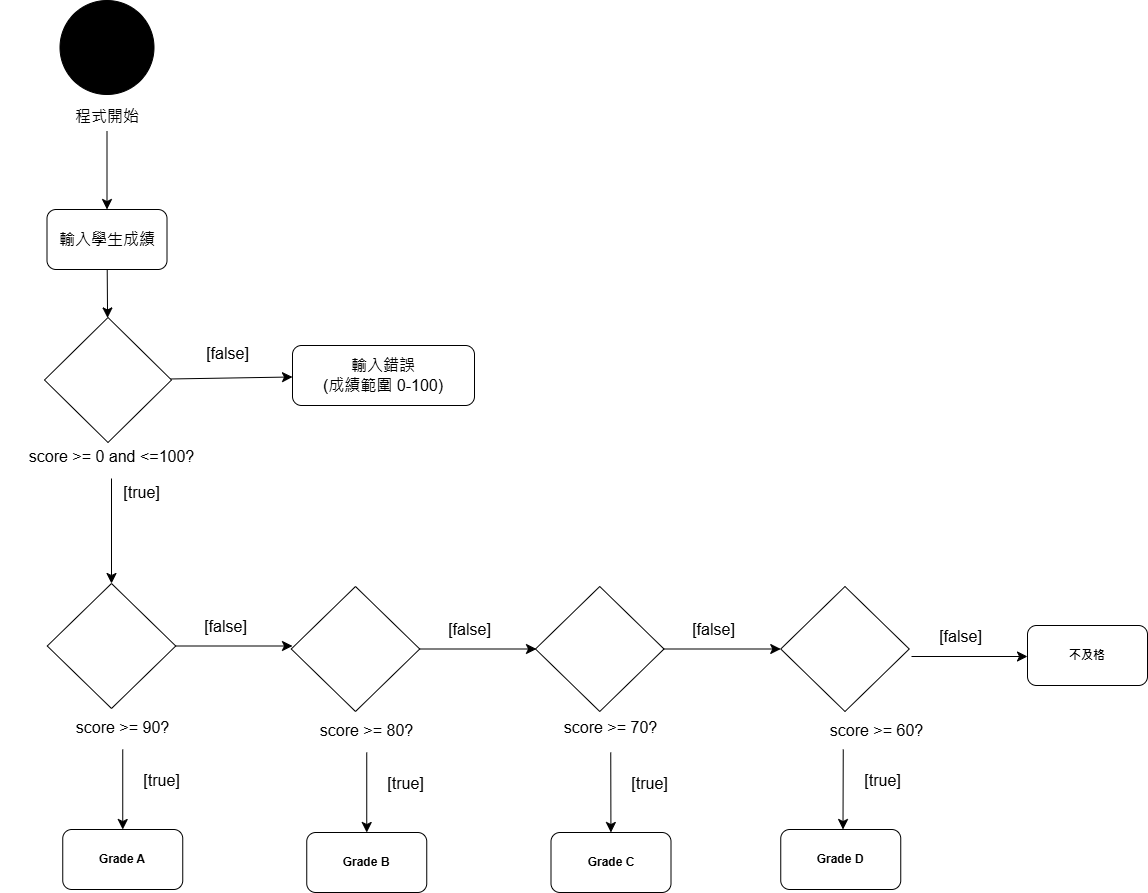 程式開始
輸入學生成績
[false]
輸入錯誤
(成績範圍 0-100)
score >= 0 and <=100?
[true]
[false]
[false]
[false]
[false]
不及格
score >= 90?
score >= 80?
score >= 70?
score >= 60?
[true]
[true]
[true]
[true]
Grade A
Grade B
Grade C
Grade D